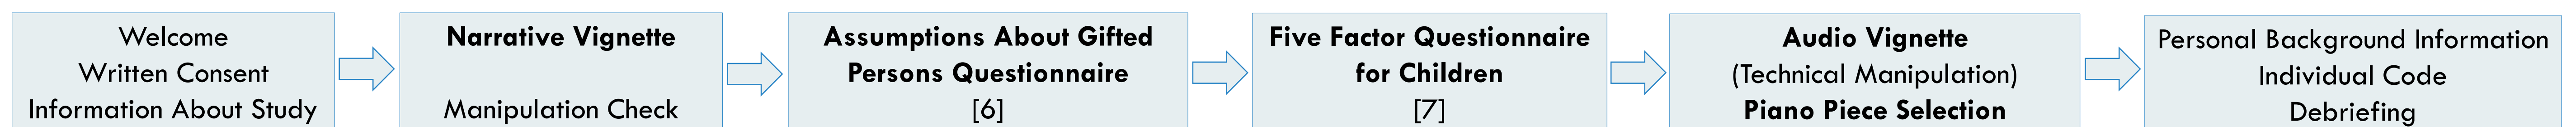 Welcome
Written Consent
Information About Study
Narrative Vignette
Manipulation Check
Assumptions About Gifted
Persons Questionnaire
[6]
Five Factor Questionnaire
for Children
[7]
Audio Vignette
(Technical Manipulation)
Piano Piece Selection
Personal Background Information
Individual Code
Debriefing